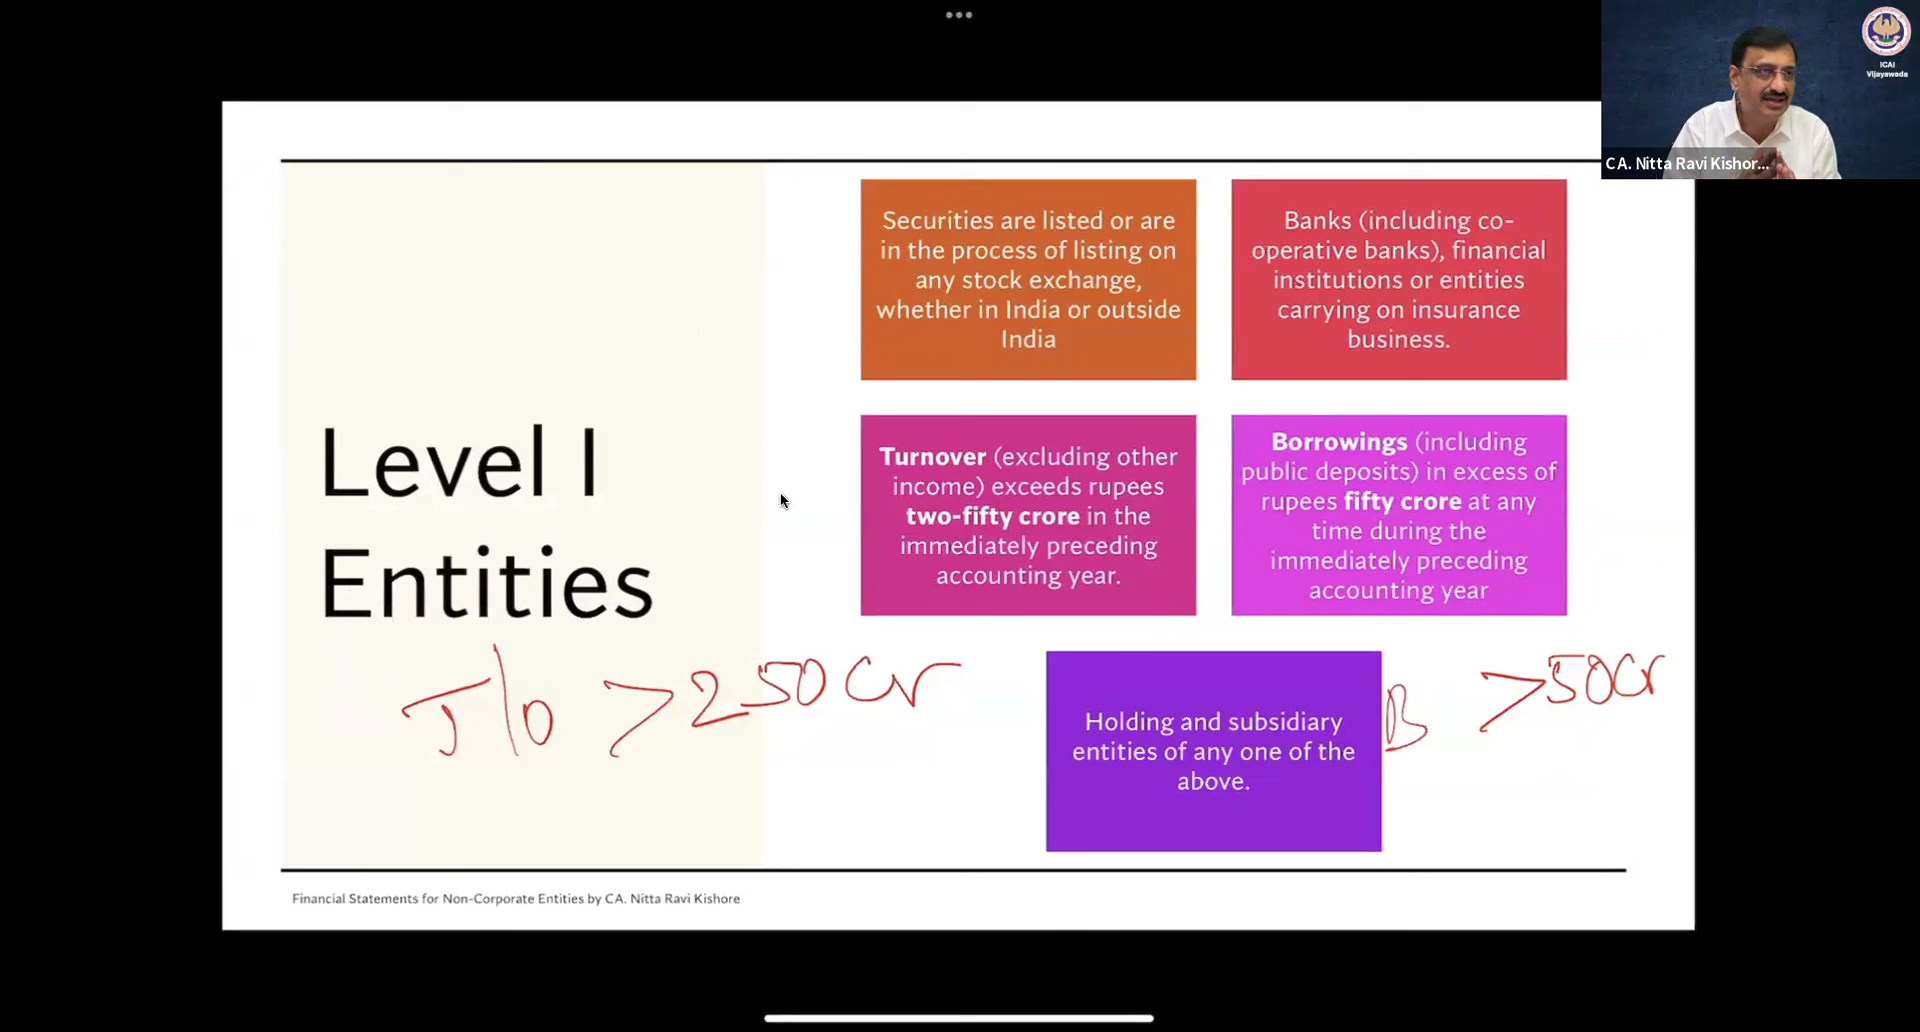 ICAI
Vijayawada
CA. Nitta Ravi Kishor...
Level I
Entities
Securities are listed or are
in the process of listing on
any stock exchange,
whether in India or outside
India
Banks (including co-
operative banks), financial
institutions or entities
carrying on insurance
business.
Turnover (excluding other
income) exceeds rupees
two-fifty crore in the
immediately preceding
accounting year.
Borrowings (including
public deposits) in excess of
rupees fifty crore at any
time during the
immediately preceding
accounting year
T/O > 250 Cr
Holding and subsidiary
entities of any one of the
above.
B > 50Cr
Financial Statements for Non-Corporate Entities by CA. Nitta Ravi Kishore